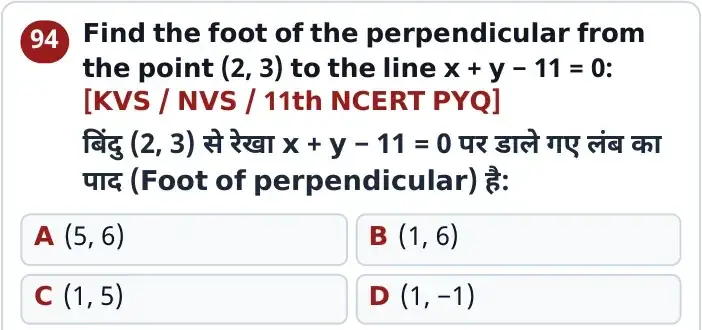 94 Find the foot of the perpendicular from
the point (2, 3) to the line x + y − 11 = 0:
[KVS / NVS / 11th NCERT PYQ]
बिंदु (2, 3) से रेखा x + y − 11 = 0 पर डाले गए लंब का
पाद (Foot of perpendicular) है:
A (5, 6)
B (1, 6)
C (1, 5)
D (1, −1)